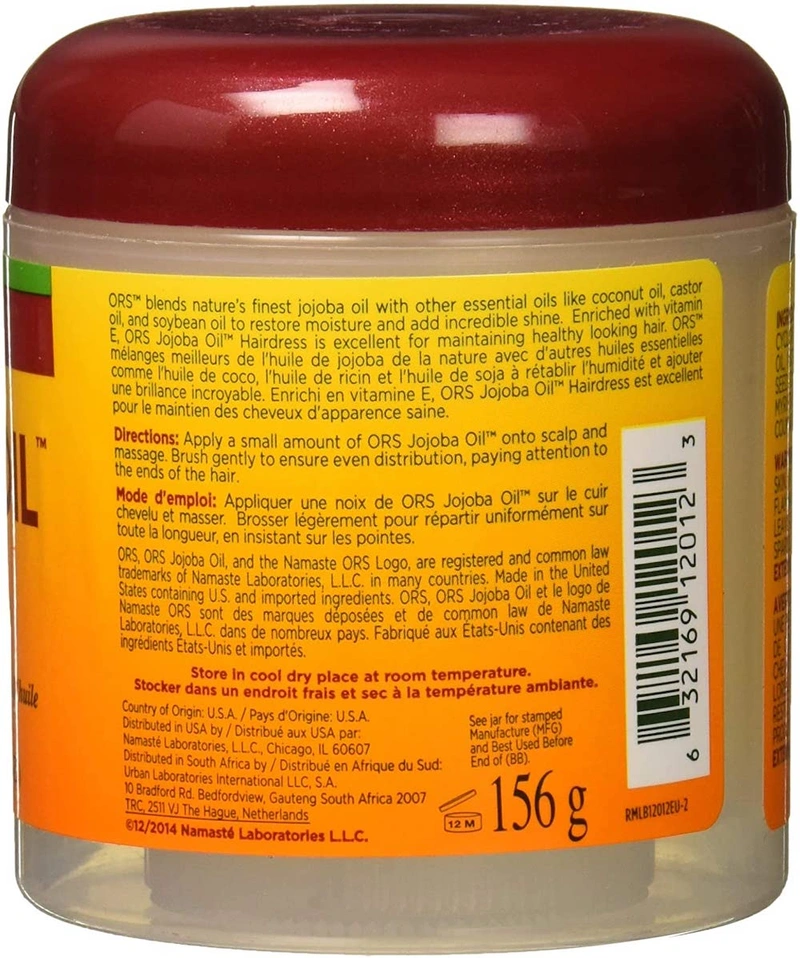 IL™
huile
ORS™ blends nature's finest jojoba oil with other essential oils like coconut oil, castor
oil, and soybean oil to restore moisture and add incredible shine. Enriched with vitamin
E, ORS Jojoba Oil™ Hairdress is excellent for maintaining healthy looking hair. ORS™
mélanges meilleurs de l'huile de jojoba de la nature avec d'autres huiles essentielles
comme l'huile de coco, l'huile de ricin et l'huile de soja à rétablir l'humidité et ajouter
une brillance incroyable. Enrichi en vitamine E, ORS Jojoba Oil™ Hairdress est excellent
pour le maintien des cheveux d'apparence saine.
Directions: Apply a small amount of ORS Jojoba Oil™ onto scalp and
massage. Brush gently to ensure even distribution, paying attention to
the ends of the hair.
Mode d'emploi: Appliquer une noix de ORS Jojoba Oil™ sur le cuir
chevelu et masser. Brosser légèrement pour répartir uniformément sur
toute la longueur, en insistant sur les pointes.
ORS, ORS Jojoba Oil, and the Namaste ORS Logo, are registered and common law
trademarks of Namaste Laboratories, L.L.C. in many countries. Made in the United
States containing U.S. and imported ingredients. ORS, ORS Jojoba Oil et le logo de
Namaste ORS sont des marques déposées et de common law de Namaste
Laboratories, L.L.C. dans de nombreux pays. Fabriqué aux États-Unis contenant des
ingrédients États-Unis et importés.
Store in cool dry place at room temperature.
Stocker dans un endroit frais et sec à la température ambiante.
Country of Origin: U.S.A. / Pays d'Origine: U.S.A.
Distributed in USA by / Distribué aux USA par:
Namasté Laboratories, L.L.C., Chicago, IL 60607
Distributed in South Africa by / Distribué en Afrique du Sud:
Urban Laboratories International LLC, S.A.
10 Bradford Rd. Bedfordview, Gauteng South Africa 2007
TRC, 2511 VJ The Hague, Netherlands
©12/2014 Namasté Laboratories L.L.C.
See jar for stamped
Manufacture (MFG)
and Best Used Before
End of (BB).
12 M
156 g
6 32169 12012 3
RMLB12012EU-2